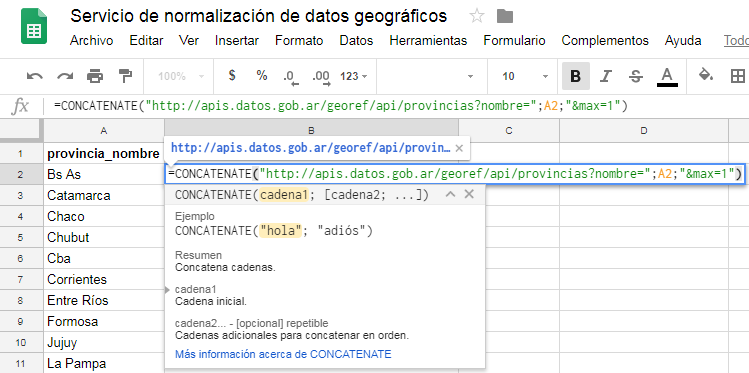 Servicio de normalización de datos geográficos
Archivo Editar Ver Insertar Formato Datos Herramientas Formulario Complementos Ayuda Todo
100% $ % .0 .00 123 10 B I S A
fx =CONCATENATE("http://apis.datos.gob.ar/georef/api/provincias?nombre=";A2;"&max=1")
A B C D
1 provincia_nombre http://apis.datos.gob.ar/georef/api/provin... ×
2 Bs As =CONCATENATE("http://apis.datos.gob.ar/georef/api/provincias?nombre=";A2;"&max=1")
3 Catamarca CONCATENATE(cadena1; [cadena2; ...])
4 Chaco Ejemplo
5 Chubut CONCATENATE("hola"; "adiós")
6 Cba Resumen
Concatena cadenas.
7 Corrientes cadena1
8 Entre Ríos Cadena inicial.
9 Formosa cadena2... - [opcional] repetible
10 Jujuy Cadenas adicionales para concatenar en orden.
11 La Pampa Más información acerca de CONCATENATE